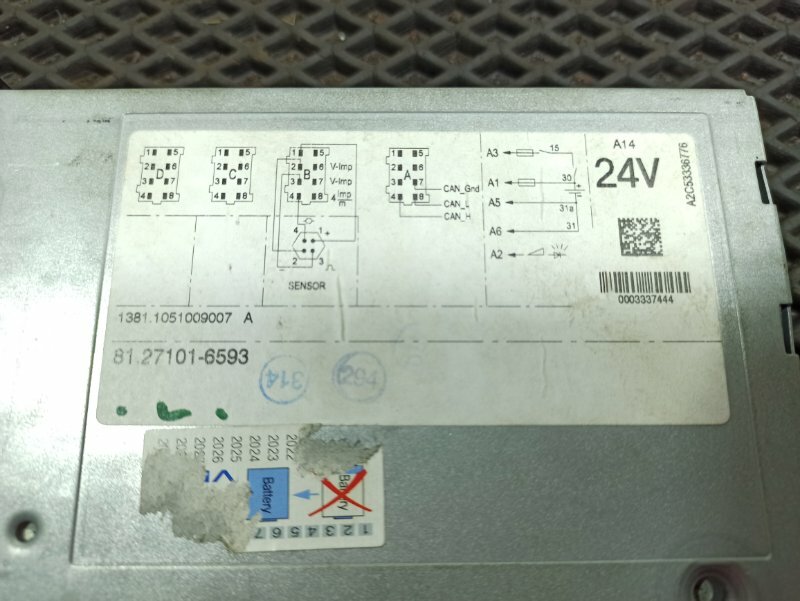 1 5
2 6
3 7
4 8
D
1 5
2 6
3 7
4 8
C
1 5
2 6
3 7
4 8
B
V-Imp
V-Imp
4 Imp
m
1 5
2 6
3 7
4 8
A
CAN_Gnd
CAN_L
CAN_H
A3 15
A1 30
A5 31a
A6 31
A2
A14
24V
A2C53336776
0003337444
4 1 +
- 2 3
SENSOR
1381.1051009007 A
81.27101-6593
314
294
2022
2023
2024
2025
2026
Battery
Battery
1 2 3 4 5 6 7